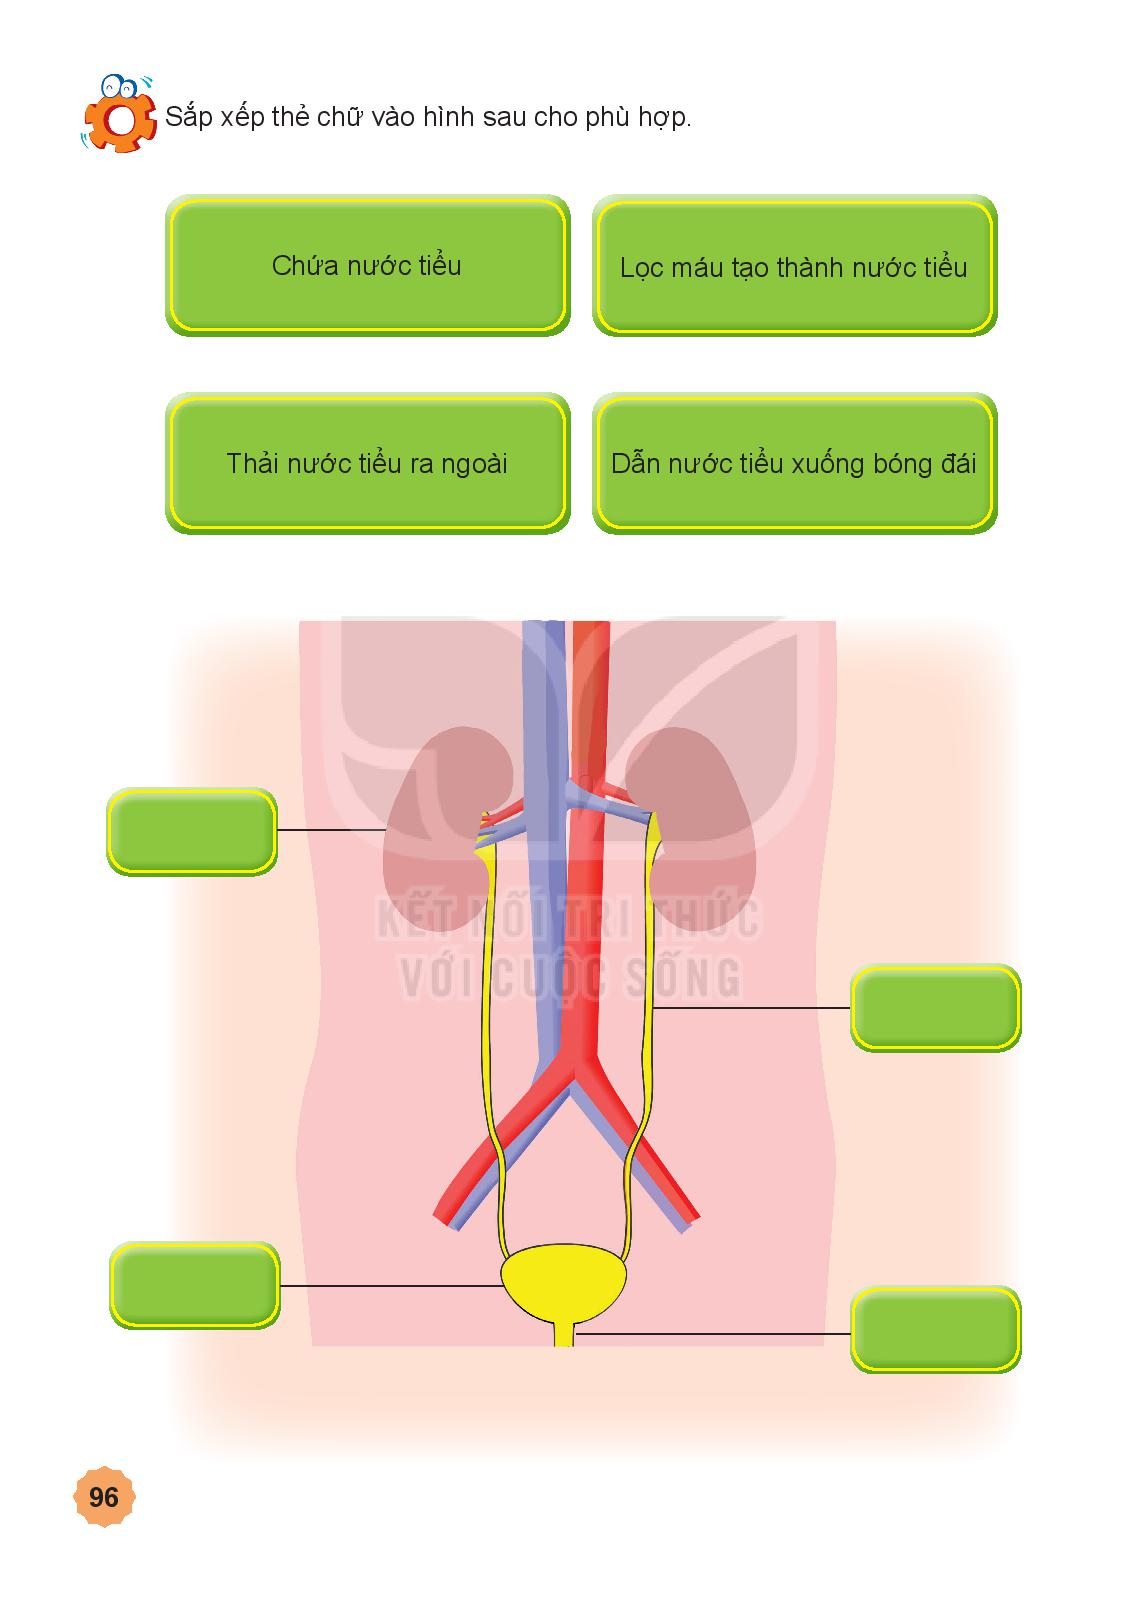 Sắp xếp thẻ chữ vào hình sau cho phù hợp.
Chứa nước tiểu
Lọc máu tạo thành nước tiểu
Thải nước tiểu ra ngoài
Dẫn nước tiểu xuống bóng đái
KẾT NỐI TRI THỨC
VỚI CUỘC SỐNG
96